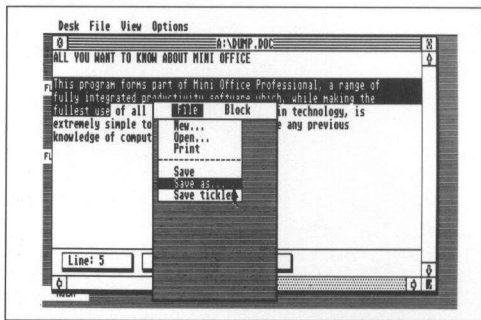 Desk File View Options
A:\DUMP.DOC
ALL YOU WANT TO KNOW ABOUT MINI OFFICE
This program forms part of Mini Office Professional, a range of
fully integrated productivity software which, while making the
fullest use of all
in technology, is
extremely simple to
e any previous
knowledge of comput
FL
FL
File Block
New...
Open...
Print
Save
Save as...
Save tickle
Line: 5